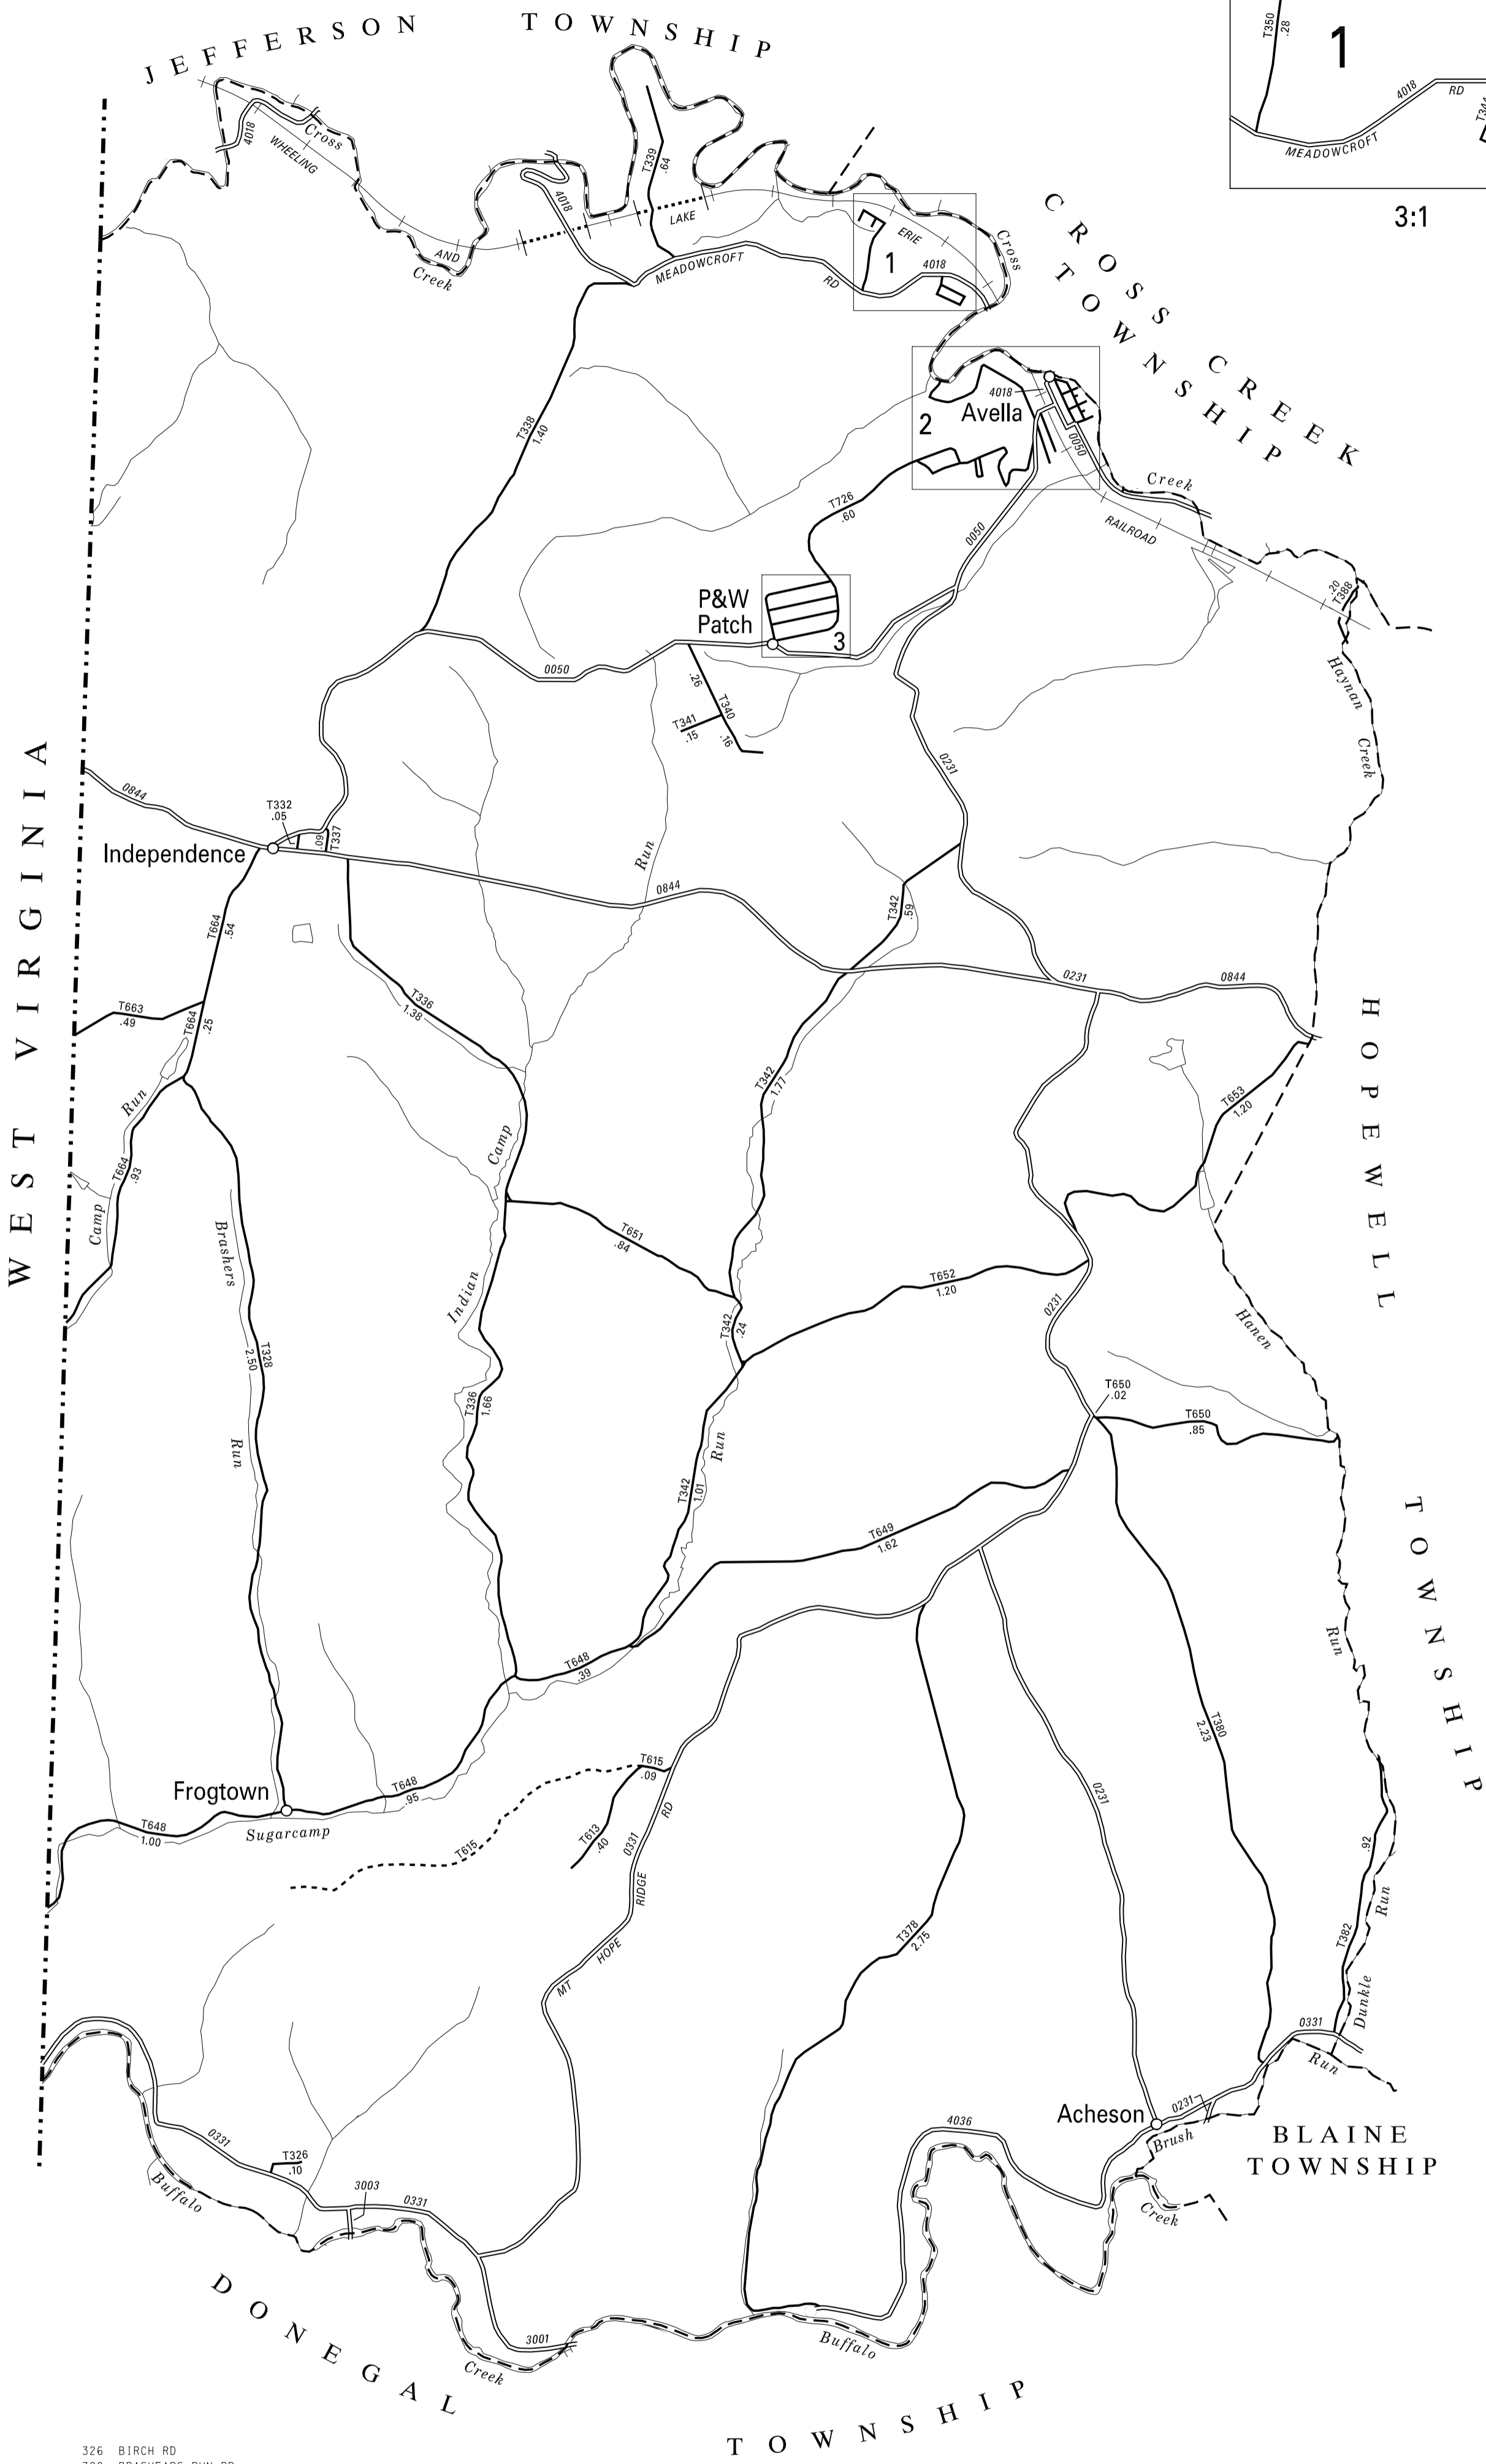 JEFFERSON TOWNSHIP
T350
.28
1
4018
RD
MEADOWCROFT
3:1
4018
Cross
WHEELING
T339
.64
4018
LAKE
AND
Creek
MEADOWCROFT
RD
ERIE
1
4018
Cross
CROSS CREEK
TOWNSHIP
4018
Avella
2
0050
Creek
T338
1.40
T726
.60
0050
RAILROAD
.20
T388
P&W
Patch
3
Haynan
Creek
0050
.26
T340
T341
.15
.16
0231
WEST VIRGINIA
0844
T332
.05
.09
T337
Independence
Run
0844
T342
.59
T664
.54
0231
0844
T663
.49
T664
.25
T336
1.38
HOPEWELL
TOWNSHIP
Run
T342
1.77
T653
1.20
Camp
T664
.93
Camp
Brashers
T651
.84
T652
1.20
Indian
0231
T342
.24
Hanen
T328
2.50
T650
.02
T650
.85
T336
1.66
Run
Run
T342
1.01
T649
1.62
Run
T648
.39
T380
2.23
T615
.09
Frogtown
T648
.95
RD
0231
T648
1.00
Sugarcamp
T613
.40
0331
T615
.92
RIDGE
Run
T378
2.75
T382
HOPE
MT
Dunkle
0331
Run
Acheson
0231
4036
Brush
BLAINE
TOWNSHIP
0331
T326
.10
Buffalo
3003
0331
Creek
DONEGAL
3001
Buffalo
Creek
TOWNSHIP
326 BIRCH RD